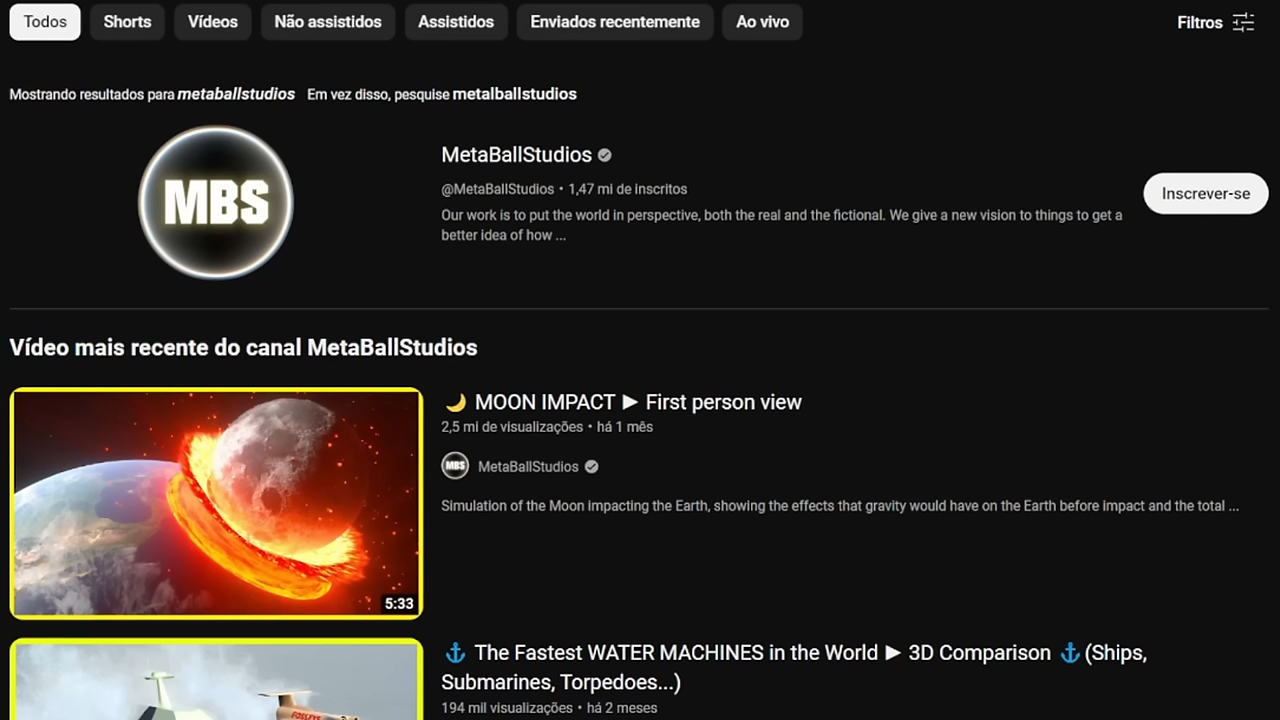 Todos Shorts Vídeos Não assistidos Assistidos Enviados recentemente Ao vivo Filtros
Mostrando resultados para metaballstudios Em vez disso, pesquise metalballstudios
MBS
MetaBallStudios
@MetaBallStudios • 1,47 mi de inscritos
Our work is to put the world in perspective, both the real and the fictional. We give a new vision to things to get a
better idea of how ...
Inscrever-se
Vídeo mais recente do canal MetaBallStudios
5:33
🌙 MOON IMPACT ► First person view
2,5 mi de visualizações • há 1 mês
MBS MetaBallStudios
Simulation of the Moon impacting the Earth, showing the effects that gravity would have on the Earth before impact and the total ...
⚓ The Fastest WATER MACHINES in the World ► 3D Comparison ⚓ (Ships,
Submarines, Torpedoes...)
194 mil visualizações • há 2 meses